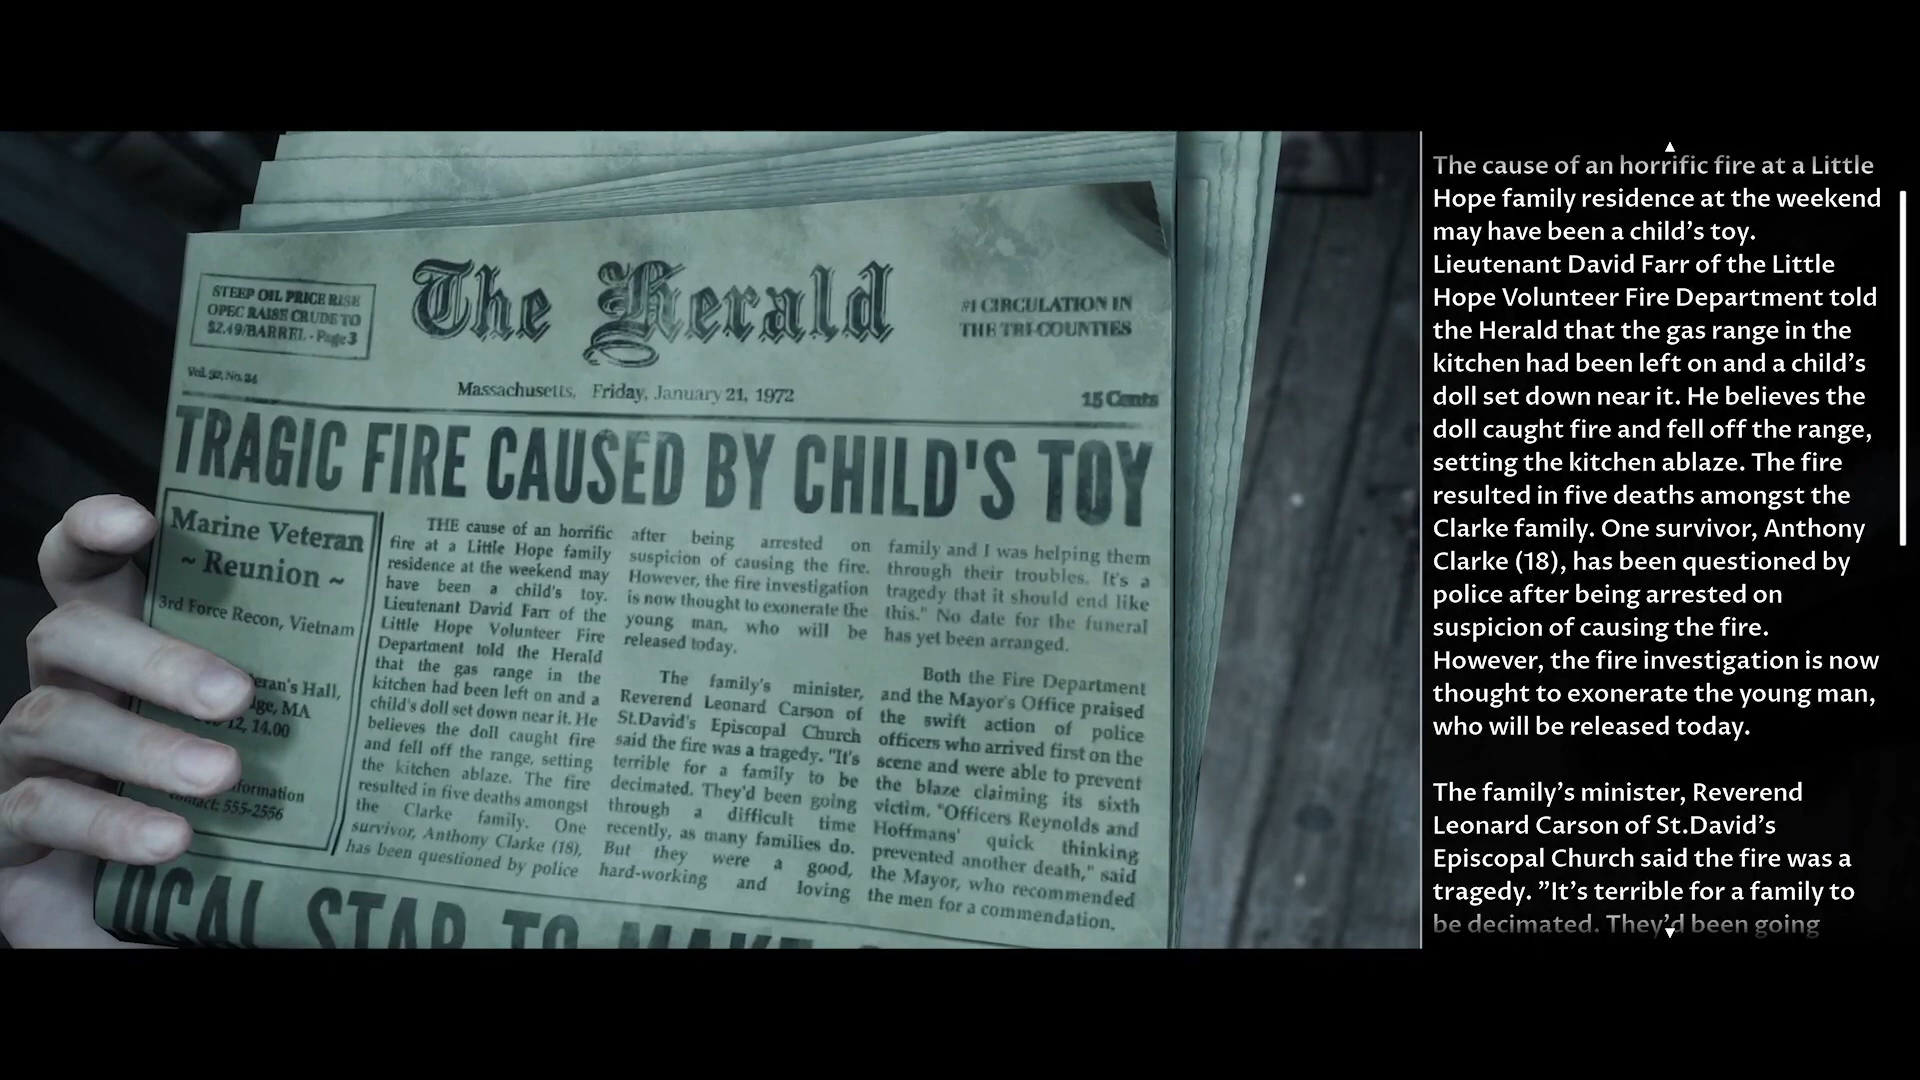 STEEP OIL PRICE RISE
OPEC RAISE CRUDE TO
$2.49/BARREL - Page 3
The Herald
#1 CIRCULATION IN
THE TRI-COUNTIES
Vol. 92, No. 24
Massachusetts, Friday, January 21, 1972
15 Cents
TRAGIC FIRE CAUSED BY CHILD'S TOY
Marine Veteran
~ Reunion ~
3rd Force Recon, Vietnam
Hall,
MA
12, 14.00
contact: 555-2556
THE cause of an horrific
fire at a Little Hope family
residence at the weekend may
have been a child's toy.
Lieutenant David Farr of the
Little Hope Volunteer Fire
Department told the Herald
that the gas range in the
kitchen had been left on and a
child's doll set down near it. He
believes the doll caught fire
and fell off the range, setting
the kitchen ablaze. The fire
resulted in five deaths amongst
the Clarke family. One
survivor, Anthony Clarke (18),
has been questioned by police
after being arrested on
suspicion of causing the fire.
However, the fire investigation
is now thought to exonerate the
young man, who will be
released today.
The family's minister,
Reverend Leonard Carson of
St.David's Episcopal Church
said the fire was a tragedy. "It's
terrible for a family to be
decimated. They'd been going
through a difficult time
recently, as many families do.
But they were a good,
hard-working and loving
family and I was helping them
through their troubles. It's a
tragedy that it should end like
this." No date for the funeral
has yet been arranged.
Both the Fire Department
and the Mayor's Office praised
the swift action of police
officers who arrived first on the
scene and were able to prevent
the blaze claiming its sixth
victim, "Officers Reynolds and
Hoffmans' quick thinking
prevented another death," said
the Mayor, who recommended
the men for a commendation.
STAR TO MAKE
The cause of an horrific fire at a Little
Hope family residence at the weekend
may have been a child's toy.
Lieutenant David Farr of the Little
Hope Volunteer Fire Department told
the Herald that the gas range in the
kitchen had been left on and a child's
doll set down near it. He believes the
doll caught fire and fell off the range,
setting the kitchen ablaze. The fire
resulted in five deaths amongst the
Clarke family. One survivor, Anthony
Clarke (18), has been questioned by
police after being arrested on
suspicion of causing the fire.
However, the fire investigation is now
thought to exonerate the young man,
who will be released today.
The family's minister, Reverend
Leonard Carson of St.David's
Episcopal Church said the fire was a
tragedy. "It's terrible for a family to
be decimated. They'd been going